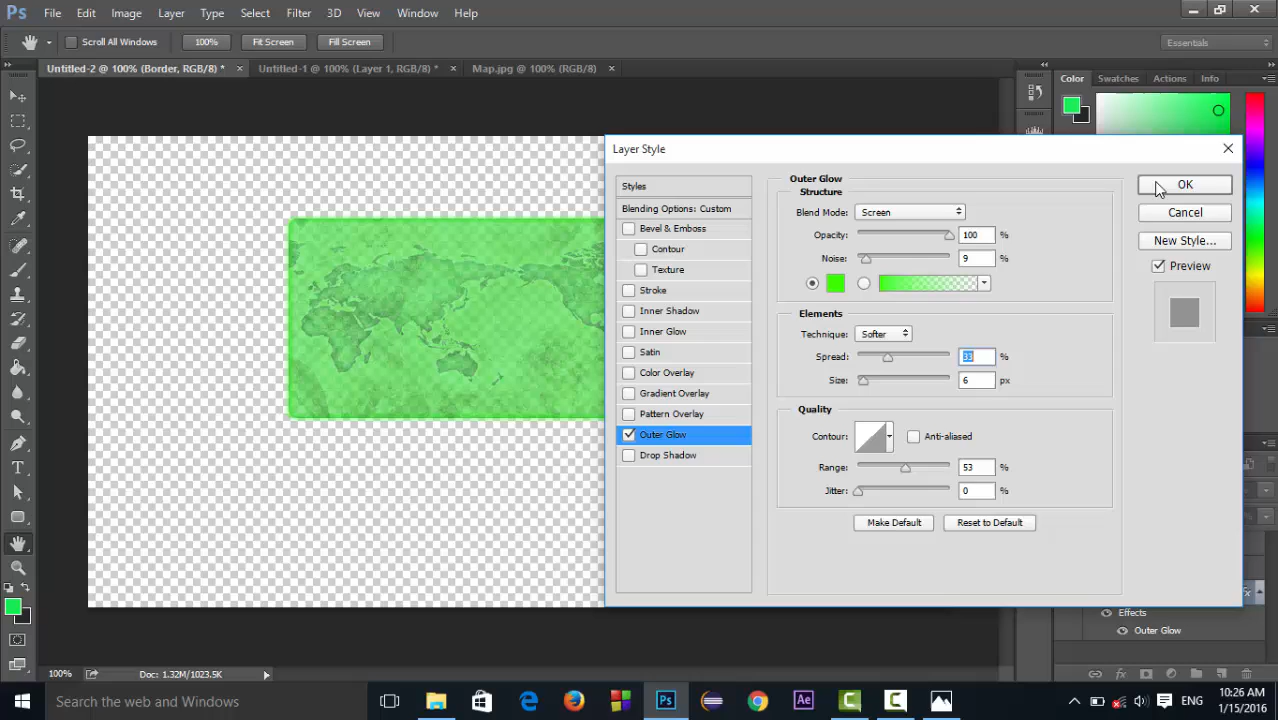 Ps File Edit Image Layer Type Select Filter 3D View Window Help
Scroll All Windows 100% Fit Screen Fill Screen Essentials
Untitled-2 @ 100% (Border, RGB/8) * × Untitled-1 @ 100% (Layer 1, RGB/8) * × Map.jpg @ 100% (RGB/8) ×
Color Swatches Actions Info
Layer Style
Styles
Blending Options: Custom
Bevel & Emboss
Contour
Texture
Stroke
Inner Shadow
Inner Glow
Satin
Color Overlay
Gradient Overlay
Pattern Overlay
Outer Glow
Drop Shadow
Outer Glow
Structure
Blend Mode: Screen
Opacity: 100 %
Noise: 9 %
Elements
Technique: Softer
Spread: 33 %
Size: 6 px
Quality
Contour: Anti-aliased
Range: 53 %
Jitter: 0 %
Make Default Reset to Default
OK
Cancel
New Style...
Preview
fx
Effects
Outer Glow
100% Doc: 1.32M/1023.5K
fx
Search the web and Windows
Ps Ae C C
ENG
10:26 AM
1/15/2016